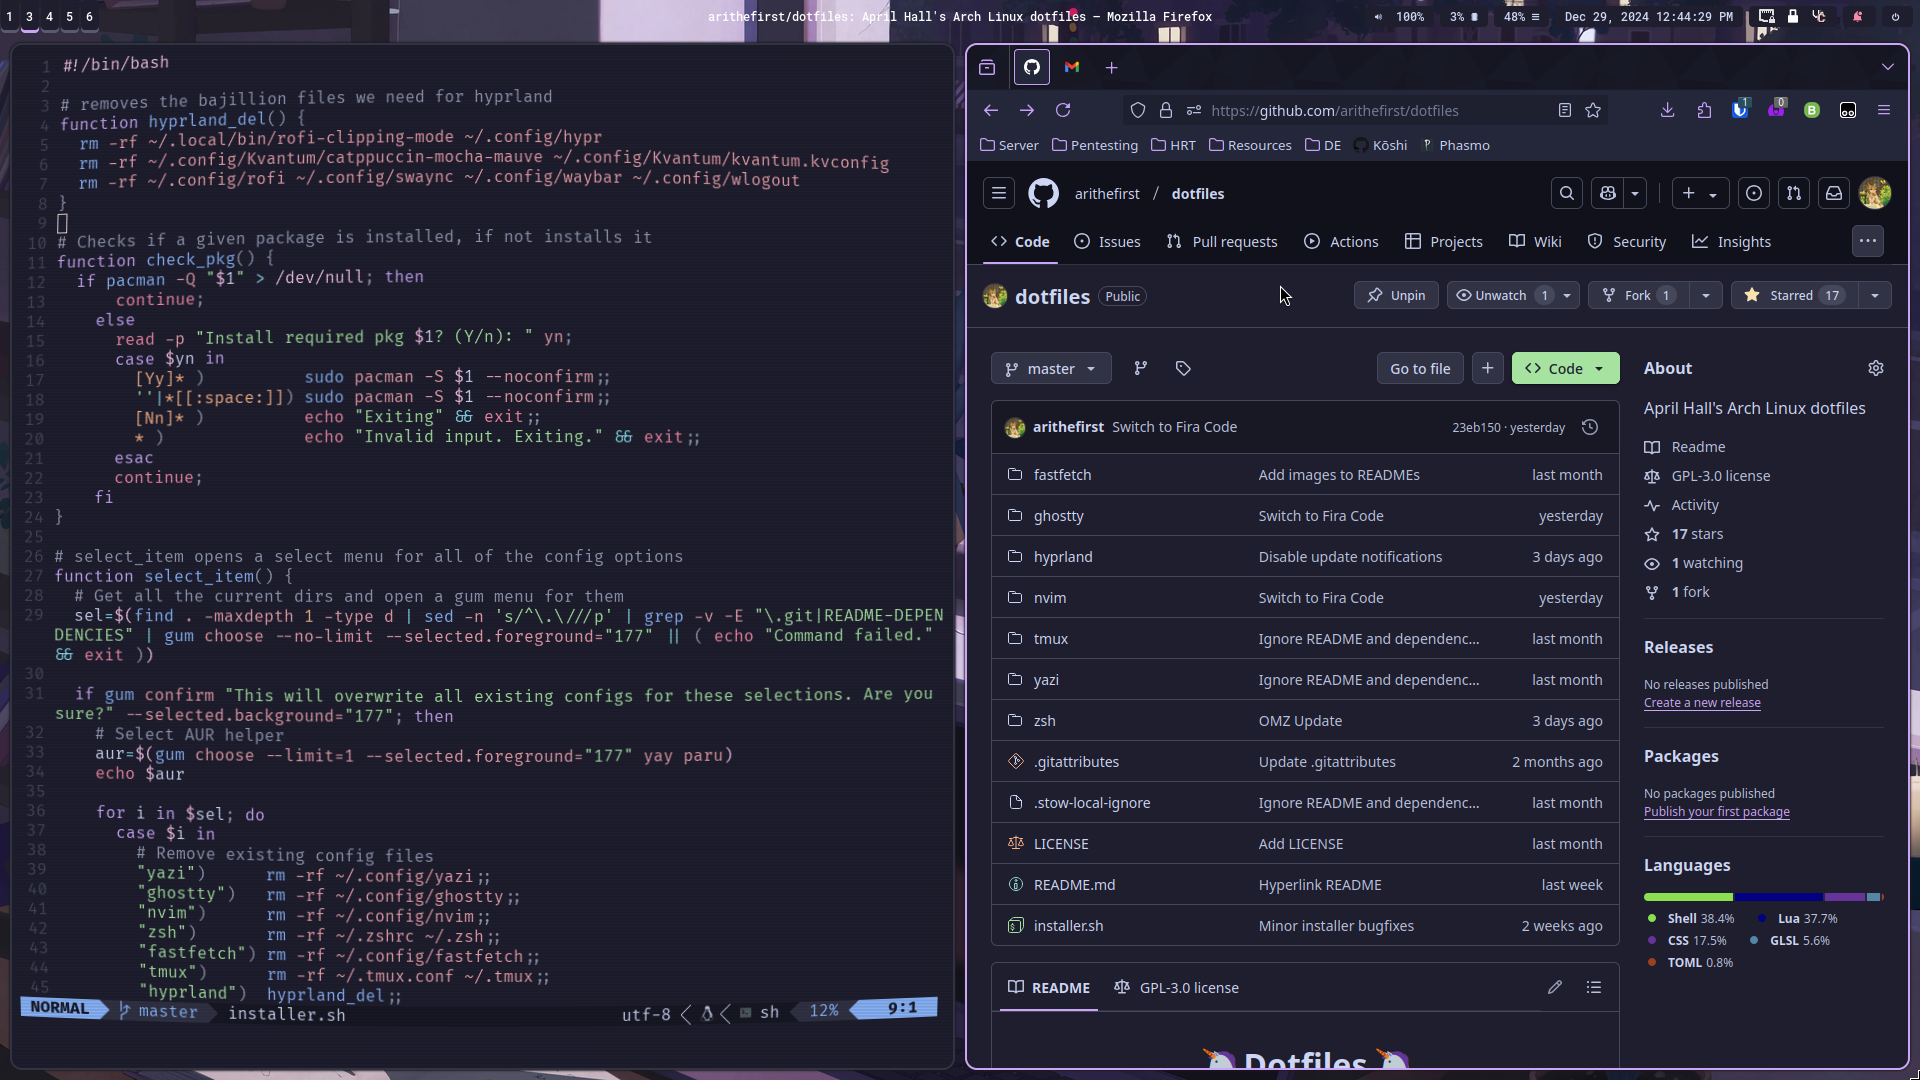 1 3 4 5 6
arithefirst/dotfiles: April Hall's Arch Linux dotfiles — Mozilla Firefox
100% 3% 48% Dec 29, 2024 12:44:29 PM
1 #!/bin/bash
2
3 # removes the bajillion files we need for hyprland
4 function hyprland_del() {
5 rm -rf ~/.local/bin/rofi-clipping-mode ~/.config/hypr
6 rm -rf ~/.config/Kvantum/catppuccin-mocha-mauve ~/.config/Kvantum/kvantum.kvconfig
7 rm -rf ~/.config/rofi ~/.config/swaync ~/.config/waybar ~/.config/wlogout
8 }
9
10 # Checks if a given package is installed, if not installs it
11 function check_pkg() {
12 if pacman -Q "$1" > /dev/null; then
13 continue;
14 else
15 read -p "Install required pkg $1? (Y/n): " yn;
16 case $yn in
17 [Yy]* ) sudo pacman -S $1 --noconfirm;;
18 ''|*[[:space:]]) sudo pacman -S $1 --noconfirm;;
19 [Nn]* ) echo "Exiting" && exit;;
20 * ) echo "Invalid input. Exiting." && exit;;
21 esac
22 continue;
23 fi
24 }
25
26 # select_item opens a select menu for all of the config options
27 function select_item() {
28 # Get all the current dirs and open a gum menu for them
29 sel=$(find . -maxdepth 1 -type d | sed -n 's/^\.\///p' | grep -v -E "\.git|README-DEPEN
DENCIES" | gum choose --no-limit --selected.foreground="177" || ( echo "Command failed."
&& exit ))
30
31 if gum confirm "This will overwrite all existing configs for these selections. Are you
sure?" --selected.background="177"; then
32 # Select AUR helper
33 aur=$(gum choose --limit=1 --selected.foreground="177" yay paru)
34 echo $aur
35
36 for i in $sel; do
37 case $i in
38 # Remove existing config files
39 "yazi") rm -rf ~/.config/yazi;;
40 "ghostty") rm -rf ~/.config/ghostty;;
41 "nvim") rm -rf ~/.config/nvim;;
42 "zsh") rm -rf ~/.zshrc ~/.zsh;;
43 "fastfetch") rm -rf ~/.config/fastfetch;;
44 "tmux") rm -rf ~/.tmux.conf ~/.tmux;;
45 "hyprland") hyprland_del;;
NORMAL master installer.sh utf-8 sh 12% 9:1
https://github.com/arithefirst/dotfiles 1 0 B
Server Pentesting HRT Resources DE Kōshi Phasmo
arithefirst / dotfiles
Code Issues Pull requests Actions Projects Wiki Security Insights
dotfiles Public Unpin Unwatch 1 Fork 1 Starred 17
master Go to file Code
arithefirst Switch to Fira Code 23eb150 · yesterday
fastfetch Add images to READMEs last month
ghostty Switch to Fira Code yesterday
hyprland Disable update notifications 3 days ago
nvim Switch to Fira Code yesterday
tmux Ignore README and dependenc... last month
yazi Ignore README and dependenc... last month
zsh OMZ Update 3 days ago
.gitattributes Update .gitattributes 2 months ago
.stow-local-ignore Ignore README and dependenc... last month
LICENSE Add LICENSE last month
README.md Hyperlink README last week
installer.sh Minor installer bugfixes 2 weeks ago
README GPL-3.0 license
Dotfiles
About
April Hall's Arch Linux dotfiles
Readme
GPL-3.0 license
Activity
17 stars
1 watching
1 fork
Releases
No releases published
Create a new release
Packages
No packages published
Publish your first package
Languages
Shell 38.4% Lua 37.7%
CSS 17.5% GLSL 5.6%
TOML 0.8%